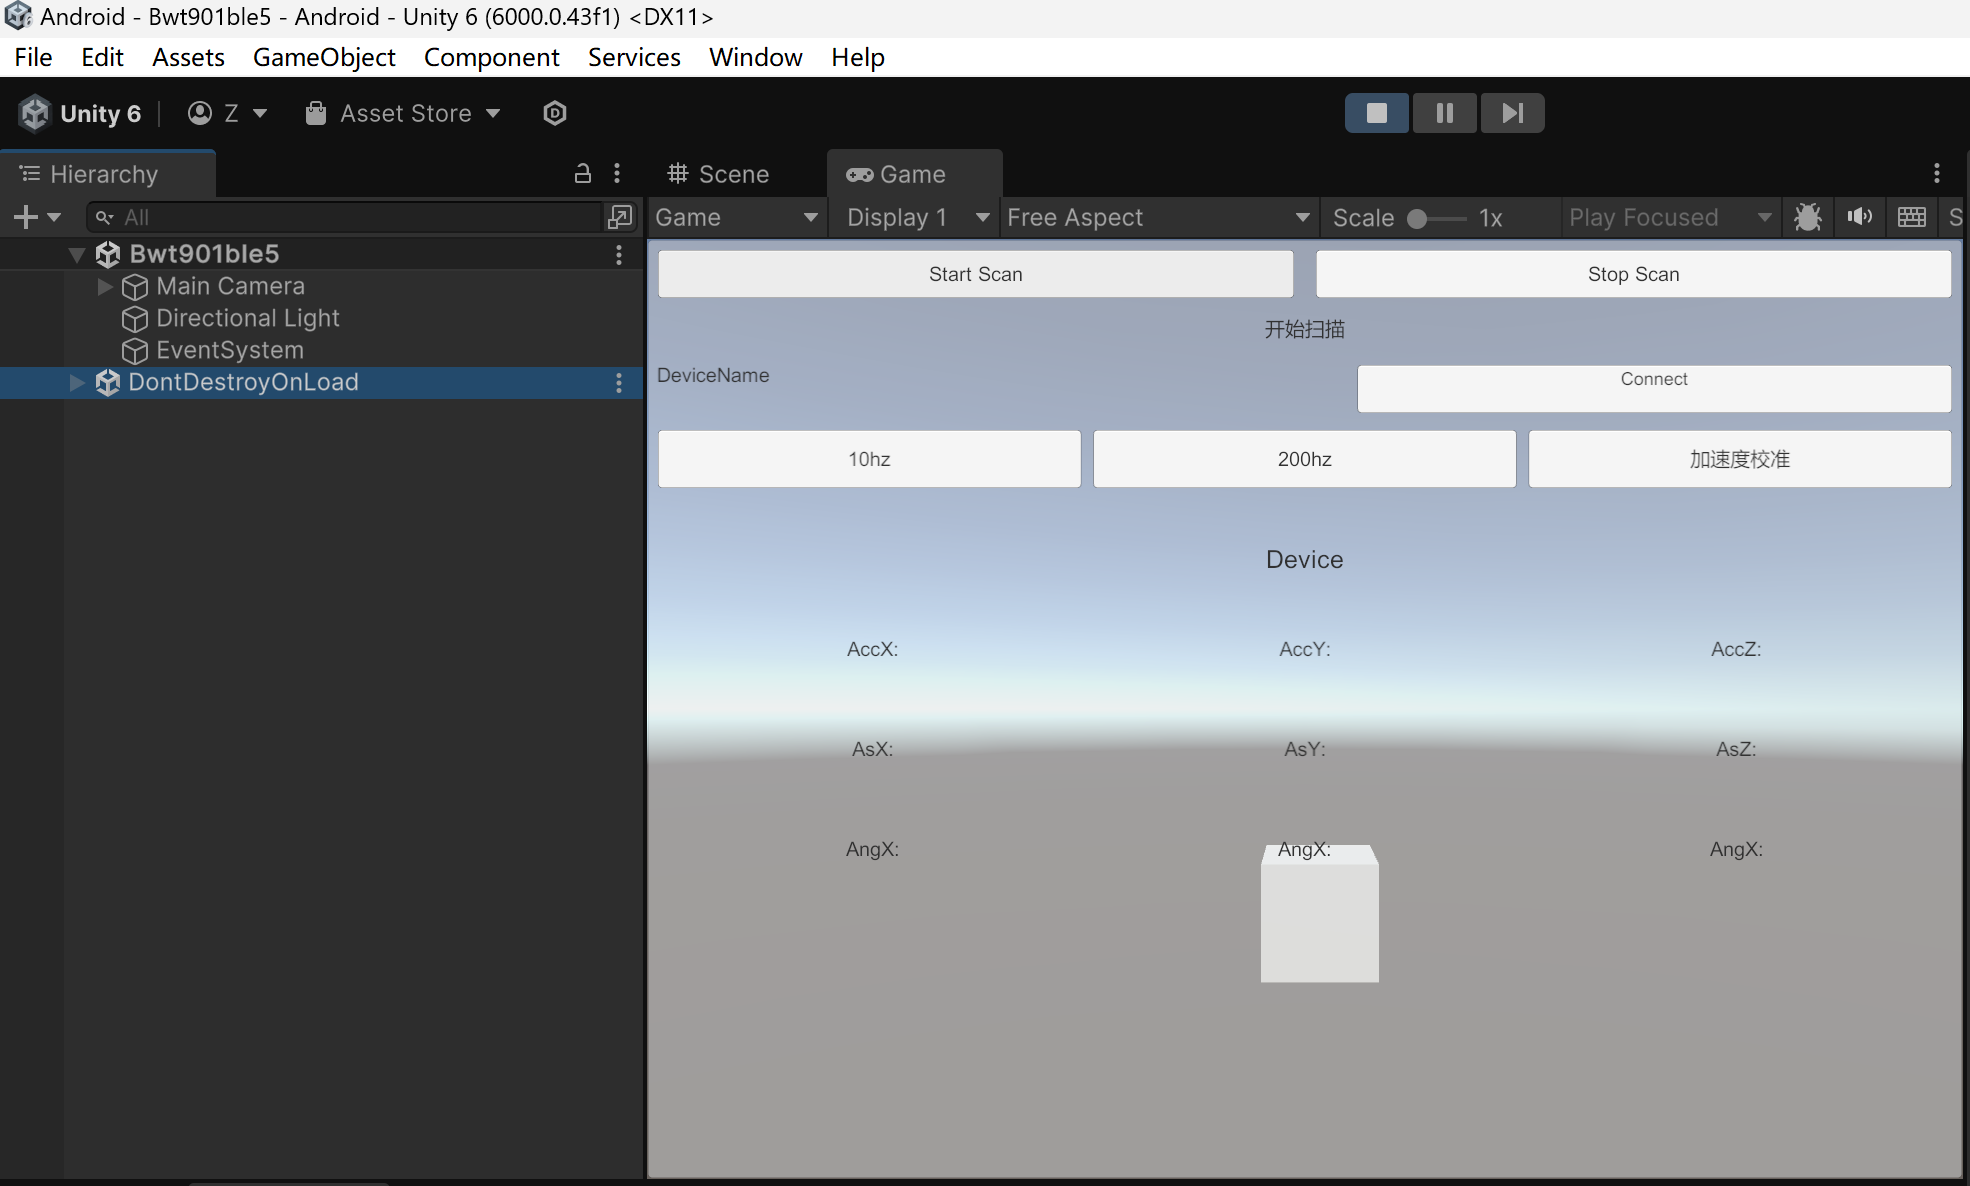 Android - Bwt901ble5 - Android - Unity 6 (6000.0.43f1) <DX11>
File Edit Assets GameObject Component Services Window Help
Unity 6 Z Asset Store
Hierarchy
Scene Game
All
Game Display 1 Free Aspect Scale 1x Play Focused S
Bwt901ble5
Main Camera
Directional Light
EventSystem
DontDestroyOnLoad
Start Scan Stop Scan
开始扫描
DeviceName Connect
10hz 200hz 加速度校准
Device
AccX: AccY: AccZ:
AsX: AsY: AsZ:
AngX: AngX: AngX: